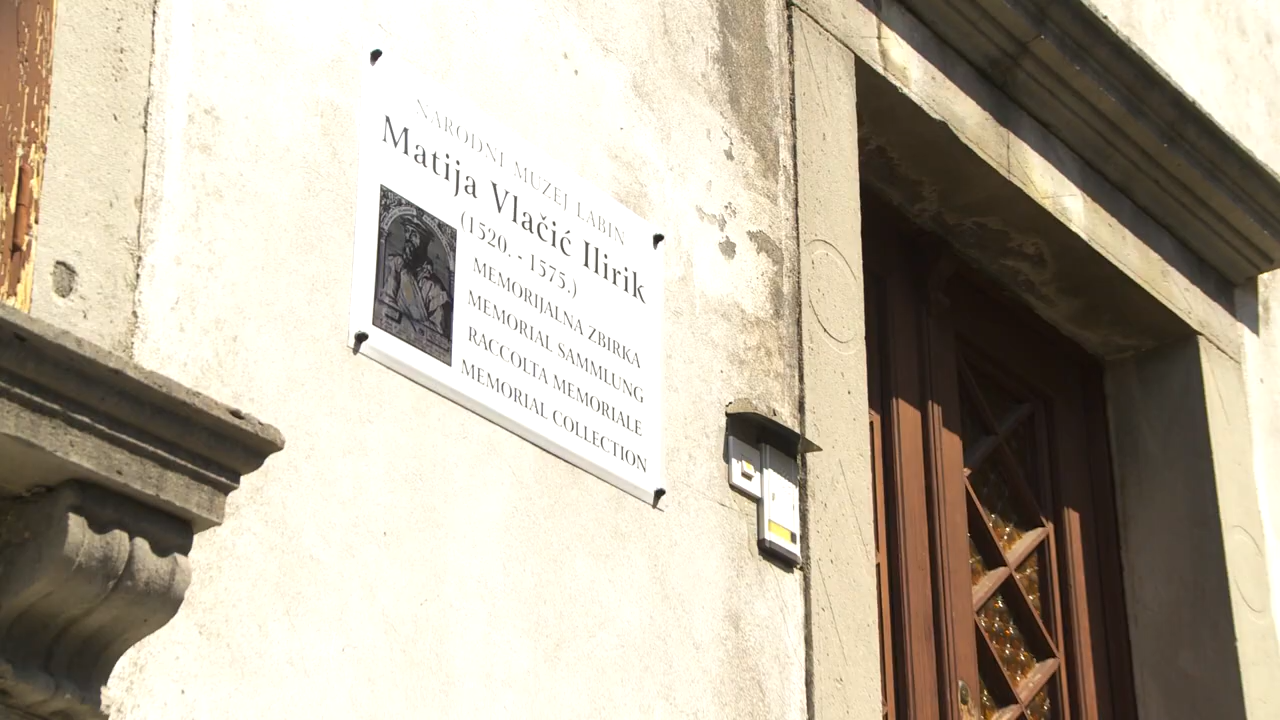 NARODNI MUZEJ LABIN
Matija Vlačić Ilirik
(1520. - 1575.)
MEMORIJALNA ZBIRKA
MEMORIAL SAMMLUNG
RACCOLTA MEMORIALE
MEMORIAL COLLECTION